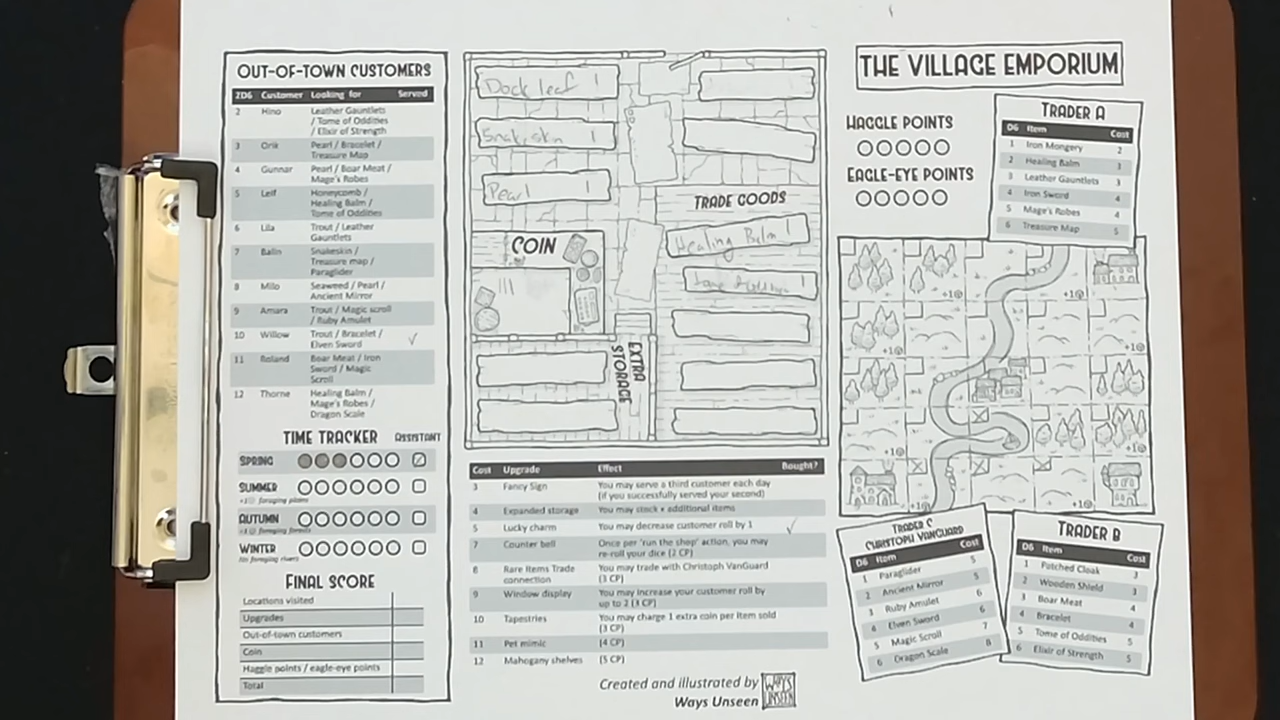 OUT-OF-TOWN CUSTOMERS
2D6 Customer Looking for Served
2 Hino Leather Gauntlets
/ Tome of Oddities
/ Elixir of Strength
3 Orik Pearl / Bracelet /
Treasure Map
4 Gunnar Pearl / Boar Meat /
Mage's Robes
5 Leif Honeycomb /
Healing Balm /
Tome of Oddities
6 Lila Trout / Leather
Gauntlets
7 Balin Snakeskin /
Treasure map /
Paraglider
8 Milo Seaweed / Pearl /
Ancient Mirror
9 Amara Trout / Magic scroll
/ Ruby Amulet
10 Willow Trout / Bracelet /
Elven Sword ✓
11 Roland Boar Meat / Iron
Sword / Magic
Scroll
12 Thorne Healing Balm /
Mage's Robes /
Dragon Scale
TIME TRACKER ASSISTANT
SPRING
SUMMER
foraging plains
AUTUMN
foraging forests
WINTER
foraging rivers
FINAL SCORE
Locations visited
Upgrades
Out-of-town customers
Coin
Haggle points / eagle-eye points
Total
Dock leaf 1
Snakeskin 1
Pearl 1
COIN
EXTRA STORAGE
TRADE GOODS
Healing Balm 1
Cost Upgrade Effect Bought?
3 Fancy Sign You may serve a third customer each day
(if you successfully served your second)
4 Expanded storage You may stock additional items
5 Lucky charm You may decrease customer roll by 1 ✓
7 Counter bell Once per 'run the shop' action, you may
re-roll your dice (2 CP)
8 Rare Items Trade connection You may trade with Christoph VanGuard
(3 CP)
9 Window display You may increase your customer roll by
up to 2 (3 CP)
10 Tapestries You may charge 1 extra coin per item sold
(3 CP)
11 Pet mimic (4 CP)
12 Mahogany shelves (5 CP)
Created and illustrated by
Ways Unseen
WAYS UNSEEN
THE VILLAGE EMPORIUM
HAGGLE POINTS
EAGLE-EYE POINTS
TRADER A
D6 Item Cost
1 Iron Mongery 2
2 Healing Balm 3
3 Leather Gauntlets 3
4 Iron Sword 4
5 Mage's Robes 4
6 Treasure Map 5
+1
+1
+1
+1
+1
+1
+1
+1
TRADER C
CHRISTOPH VANGUARD
D6 Item Cost
1 Paraglider 5
2 Ancient Mirror 5
3 Ruby Amulet 6
4 Elven Sword 6
5 Magic Scroll 7
6 Dragon Scale 8
TRADER B
D6 Item Cost
1 Patched Cloak 3
2 Wooden Shield 3
3 Boar Meat 4
4 Bracelet 4
5 Tome of Oddities 5
6 Elixir of Strength 5